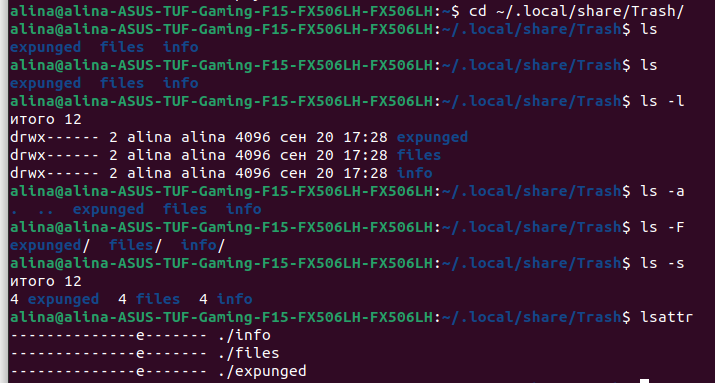 alina@alina-ASUS-TUF-Gaming-F15-FX506LH-FX506LH:~$ cd ~/.local/share/Trash/
alina@alina-ASUS-TUF-Gaming-F15-FX506LH-FX506LH:~/.local/share/Trash$ ls
expunged  files  info
alina@alina-ASUS-TUF-Gaming-F15-FX506LH-FX506LH:~/.local/share/Trash$ ls
expunged  files  info
alina@alina-ASUS-TUF-Gaming-F15-FX506LH-FX506LH:~/.local/share/Trash$ ls -l
итого 12
drwx------ 2 alina alina 4096 сен 20 17:28 expunged
drwx------ 2 alina alina 4096 сен 20 17:28 files
drwx------ 2 alina alina 4096 сен 20 17:28 info
alina@alina-ASUS-TUF-Gaming-F15-FX506LH-FX506LH:~/.local/share/Trash$ ls -a
.  ..  expunged  files  info
alina@alina-ASUS-TUF-Gaming-F15-FX506LH-FX506LH:~/.local/share/Trash$ ls -F
expunged/  files/  info/
alina@alina-ASUS-TUF-Gaming-F15-FX506LH-FX506LH:~/.local/share/Trash$ ls -s
итого 12
4 expunged  4 files  4 info
alina@alina-ASUS-TUF-Gaming-F15-FX506LH-FX506LH:~/.local/share/Trash$ lsattr
--------------e------- ./info
--------------e------- ./files
--------------e------- ./expunged